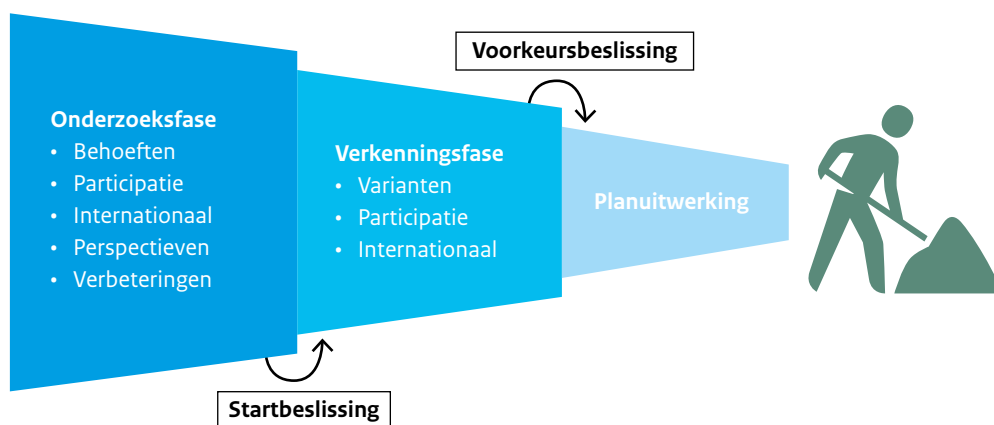 Voorkeursbeslissing
Onderzoeksfase
• Behoeften
• Participatie
• Internationaal
• Perspectieven
• Verbeteringen
Verkenningsfase
• Varianten
• Participatie
• Internationaal
Planuitwerking
Startbeslissing